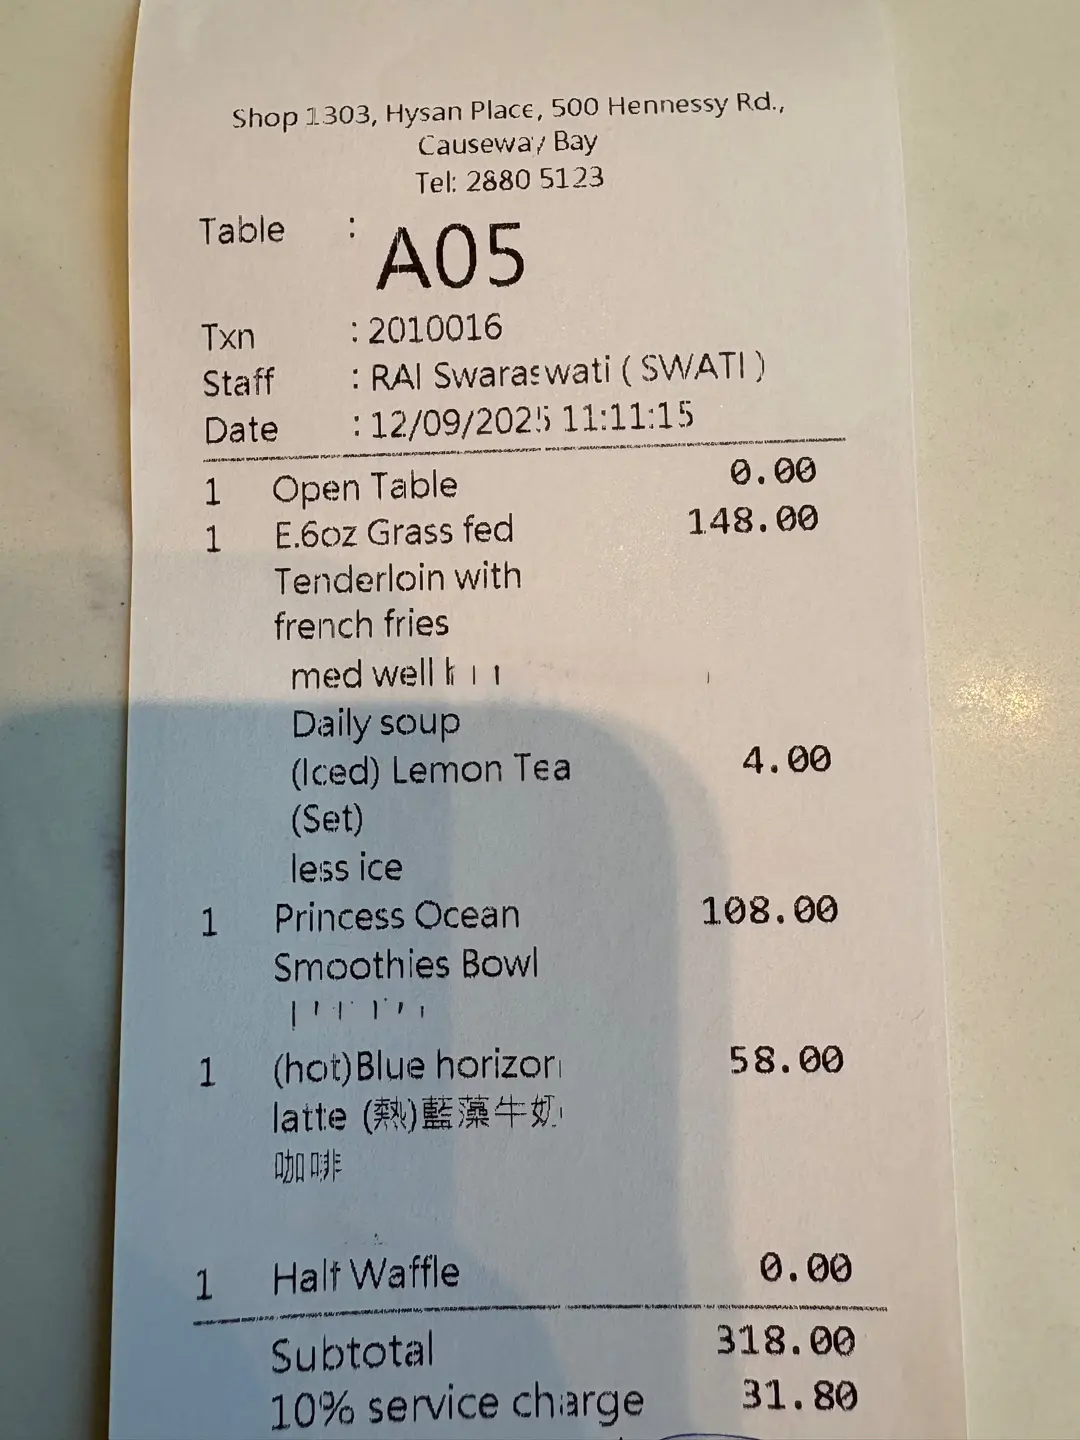 Shop 1303, Hysan Place, 500 Hennessy Rd.,
Causeway Bay
Tel: 2880 5123
Table : A05
Txn : 2010016
Staff : RAI Swaraswati ( SWATI )
Date : 12/09/2025 11:11:15
1 Open Table 0.00
1 E.6oz Grass fed 148.00
Tenderloin with
french fries
med well
Daily soup
(Iced) Lemon Tea 4.00
(Set)
less ice
1 Princess Ocean 108.00
Smoothies Bowl
1 (hot)Blue horizon 58.00
latte (熱)藍藻牛奶
咖啡
1 Half Waffle 0.00
Subtotal 318.00
10% service charge 31.80